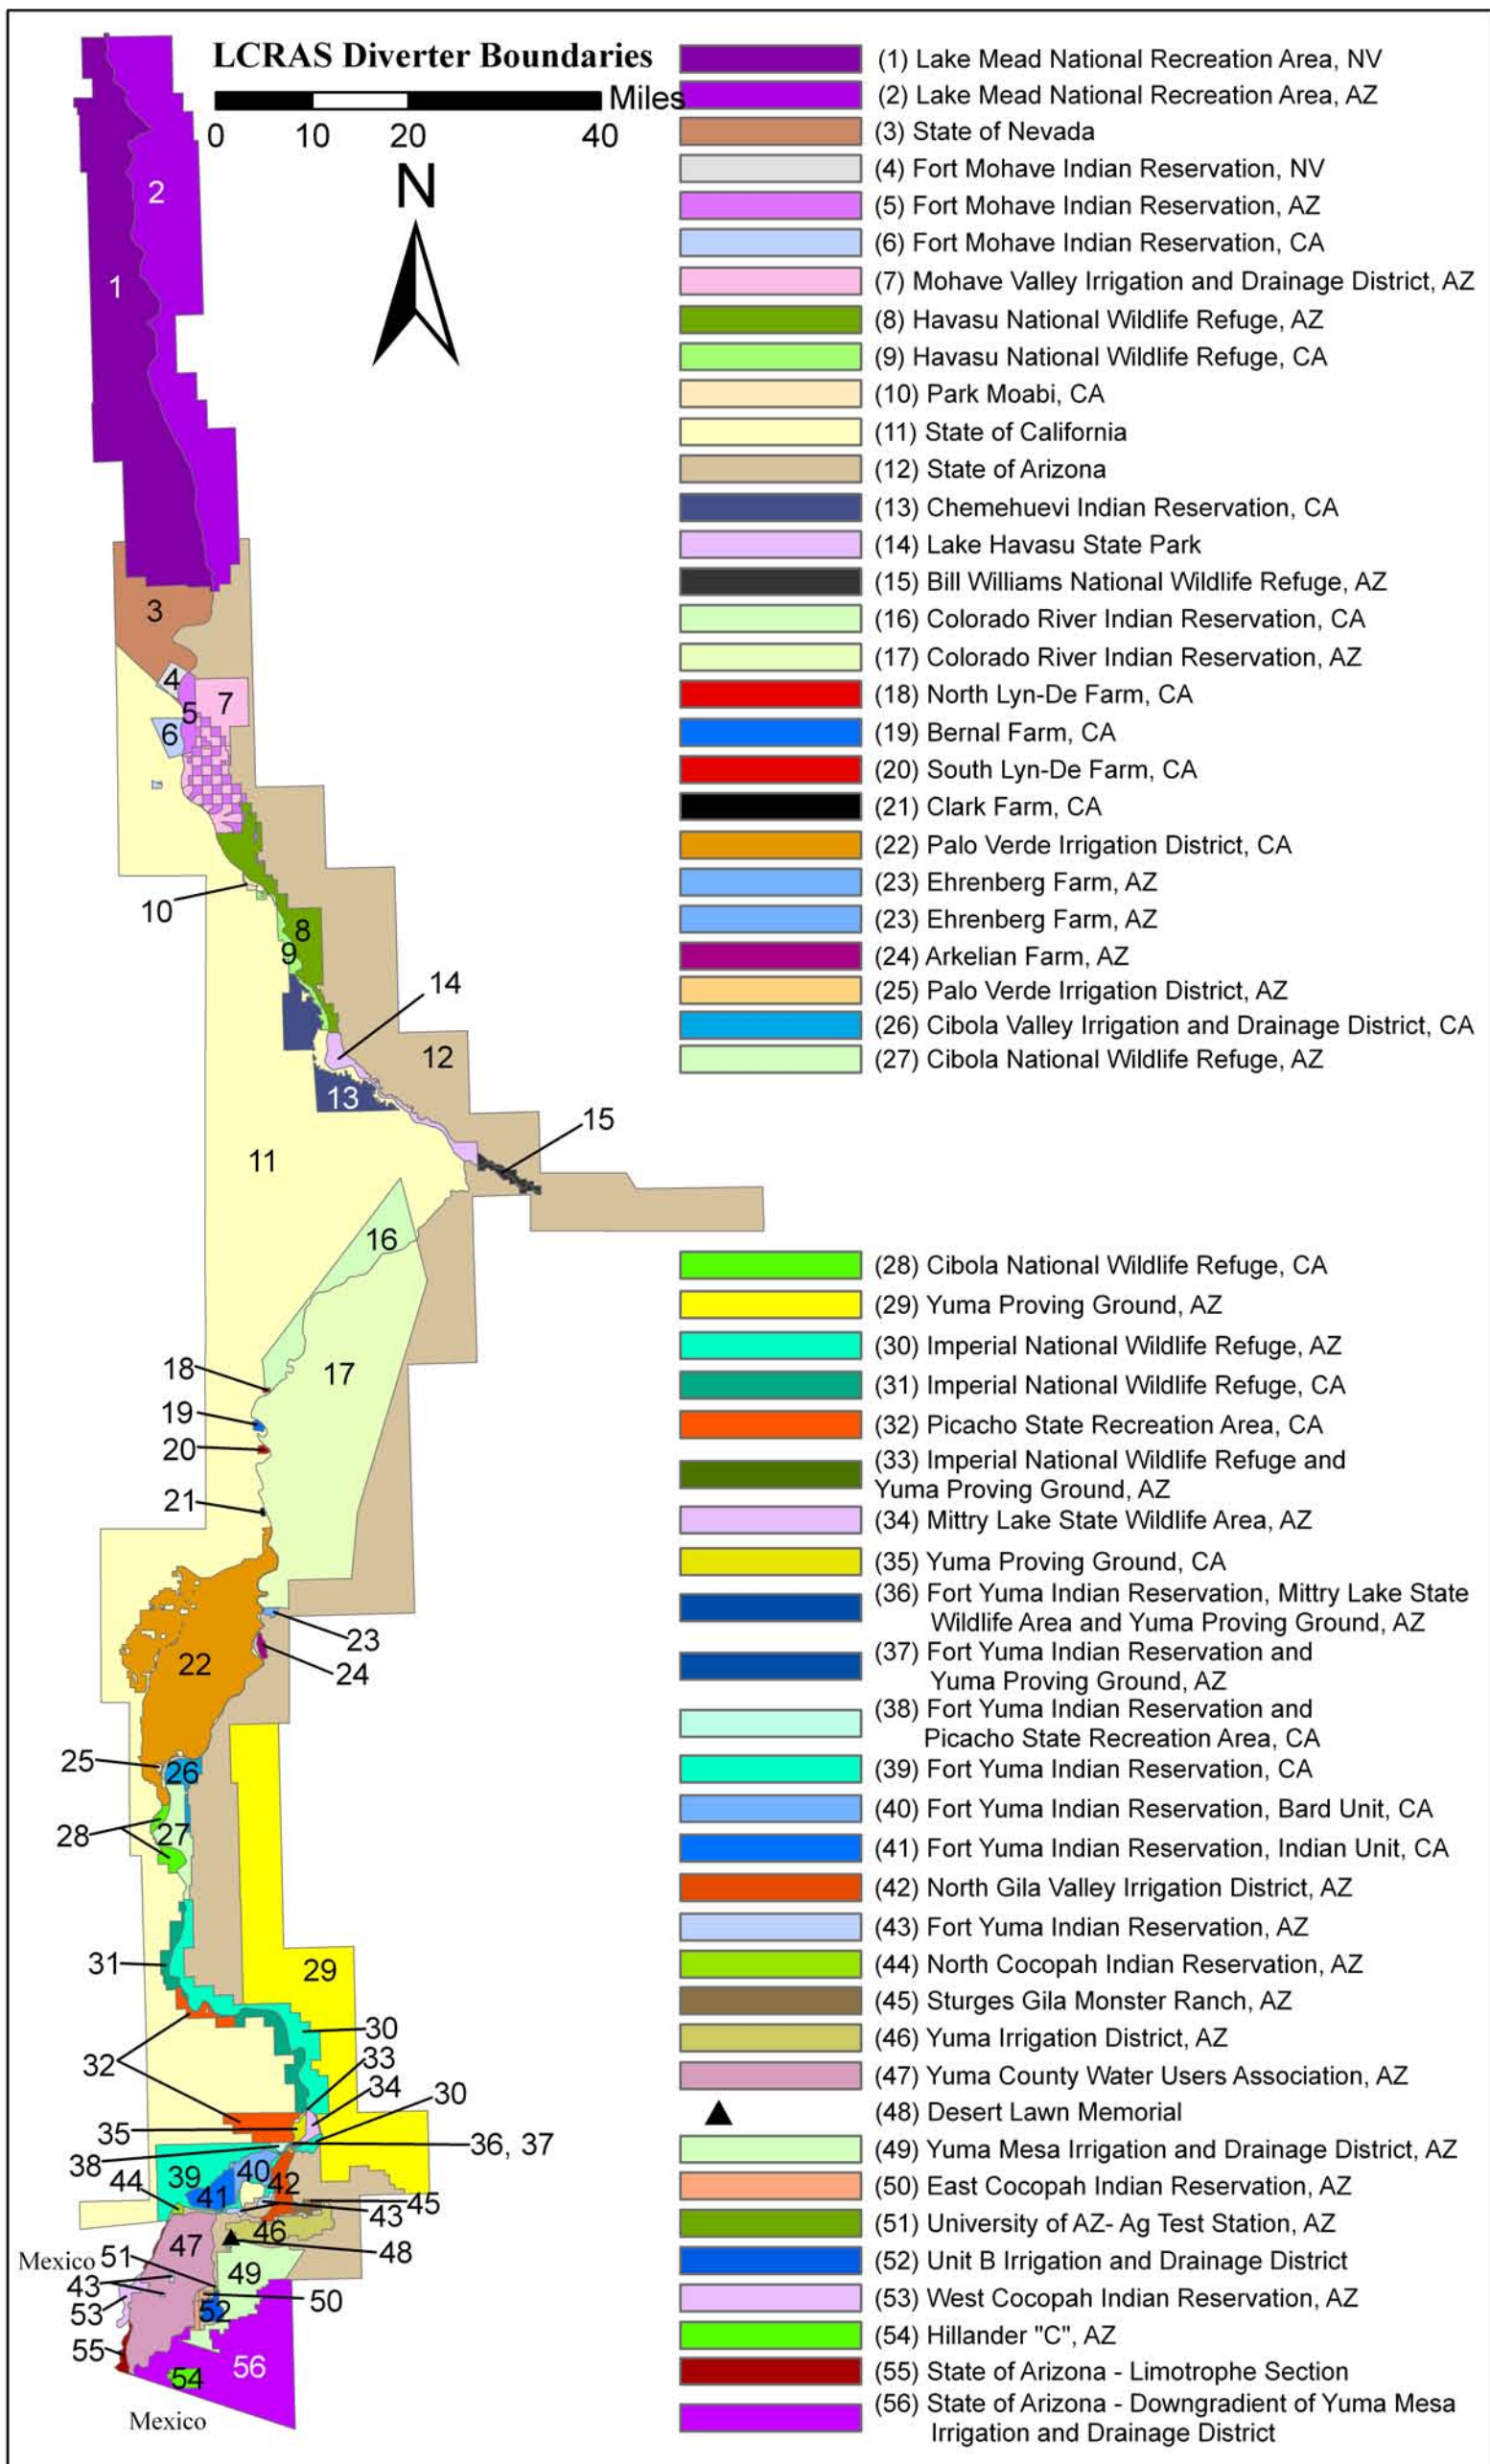 LCRAS Diverter Boundaries
Miles
0 10 20 40
N
(1) Lake Mead National Recreation Area, NV
(2) Lake Mead National Recreation Area, AZ
(3) State of Nevada
(4) Fort Mohave Indian Reservation, NV
(5) Fort Mohave Indian Reservation, AZ
(6) Fort Mohave Indian Reservation, CA
(7) Mohave Valley Irrigation and Drainage District, AZ
(8) Havasu National Wildlife Refuge, AZ
(9) Havasu National Wildlife Refuge, CA
(10) Park Moabi, CA
(11) State of California
(12) State of Arizona
(13) Chemehuevi Indian Reservation, CA
(14) Lake Havasu State Park
(15) Bill Williams National Wildlife Refuge, AZ
(16) Colorado River Indian Reservation, CA
(17) Colorado River Indian Reservation, AZ
(18) North Lyn-De Farm, CA
(19) Bernal Farm, CA
(20) South Lyn-De Farm, CA
(21) Clark Farm, CA
(22) Palo Verde Irrigation District, CA
(23) Ehrenberg Farm, AZ
(23) Ehrenberg Farm, AZ
(24) Arkelian Farm, AZ
(25) Palo Verde Irrigation District, AZ
(26) Cibola Valley Irrigation and Drainage District, CA
(27) Cibola National Wildlife Refuge, AZ
(28) Cibola National Wildlife Refuge, CA
(29) Yuma Proving Ground, AZ
(30) Imperial National Wildlife Refuge, AZ
(31) Imperial National Wildlife Refuge, CA
(32) Picacho State Recreation Area, CA
(33) Imperial National Wildlife Refuge and
Yuma Proving Ground, AZ
(34) Mittry Lake State Wildlife Area, AZ
(35) Yuma Proving Ground, CA
(36) Fort Yuma Indian Reservation, Mittry Lake State
Wildlife Area and Yuma Proving Ground, AZ
(37) Fort Yuma Indian Reservation and
Yuma Proving Ground, AZ
(38) Fort Yuma Indian Reservation and
Picacho State Recreation Area, CA
(39) Fort Yuma Indian Reservation, CA
(40) Fort Yuma Indian Reservation, Bard Unit, CA
(41) Fort Yuma Indian Reservation, Indian Unit, CA
(42) North Gila Valley Irrigation District, AZ
(43) Fort Yuma Indian Reservation, AZ
(44) North Cocopah Indian Reservation, AZ
(45) Sturges Gila Monster Ranch, AZ
(46) Yuma Irrigation District, AZ
(47) Yuma County Water Users Association, AZ
(48) Desert Lawn Memorial
(49) Yuma Mesa Irrigation and Drainage District, AZ
(50) East Cocopah Indian Reservation, AZ
(51) University of AZ- Ag Test Station, AZ
(52) Unit B Irrigation and Drainage District
(53) West Cocopah Indian Reservation, AZ
(54) Hillander "C", AZ
(55) State of Arizona - Limotrophe Section
(56) State of Arizona - Downgradient of Yuma Mesa
Irrigation and Drainage District
2
1
3
4
5
7
6
10
8
9
14
12
13
15
11
16
17
18
19
20
21
23
22
24
25
26
27
28
31
29
30
32
33
34
30
35
36, 37
38
39
40
42
44
41
45
43
46
47
48
Mexico
51
49
43
50
53
52
55
56
54
Mexico